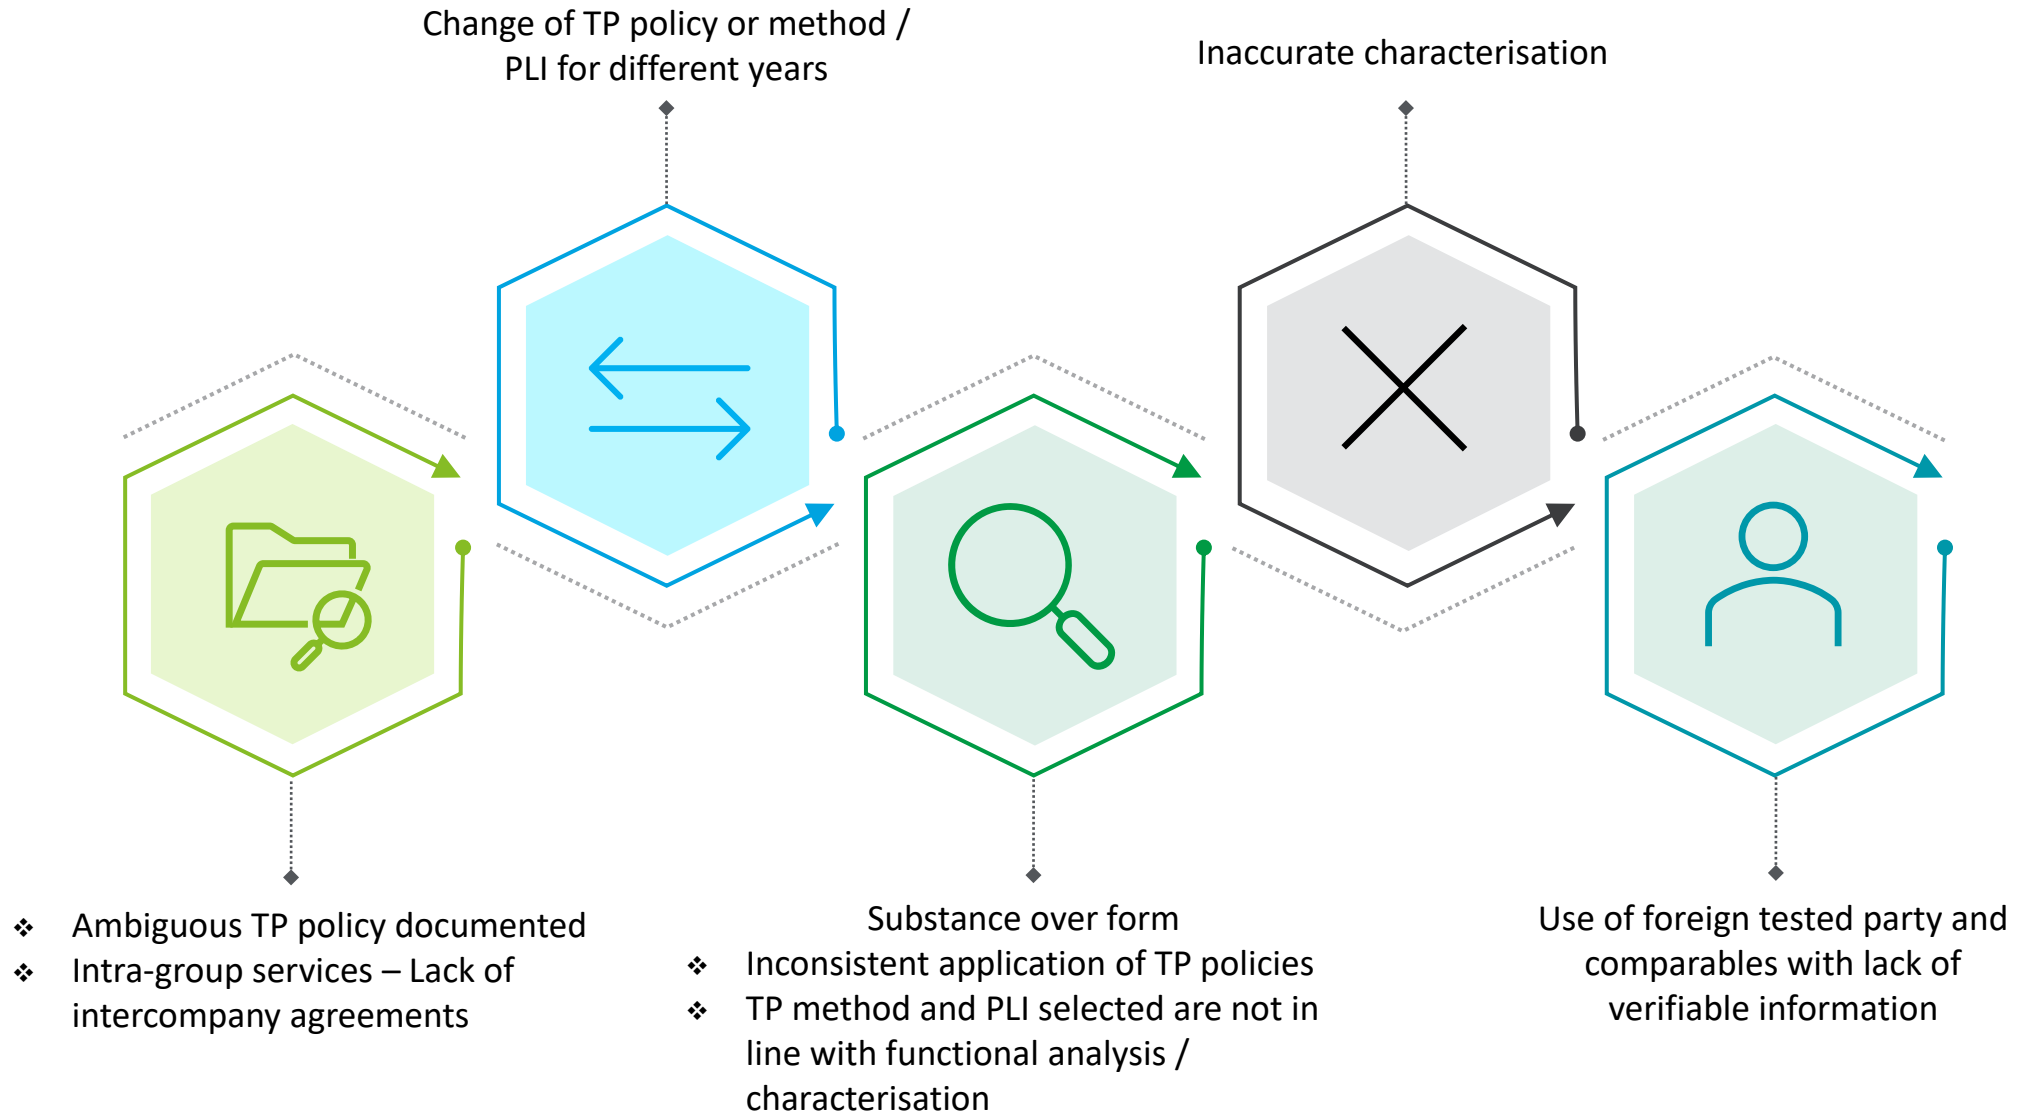 Change of TP policy or method /
PLI for different years
Inaccurate characterisation
❖ Ambiguous TP policy documented
❖ Intra-group services – Lack of
intercompany agreements
Substance over form
❖ Inconsistent application of TP policies
❖ TP method and PLI selected are not in
line with functional analysis /
characterisation
Use of foreign tested party and
comparables with lack of
verifiable information